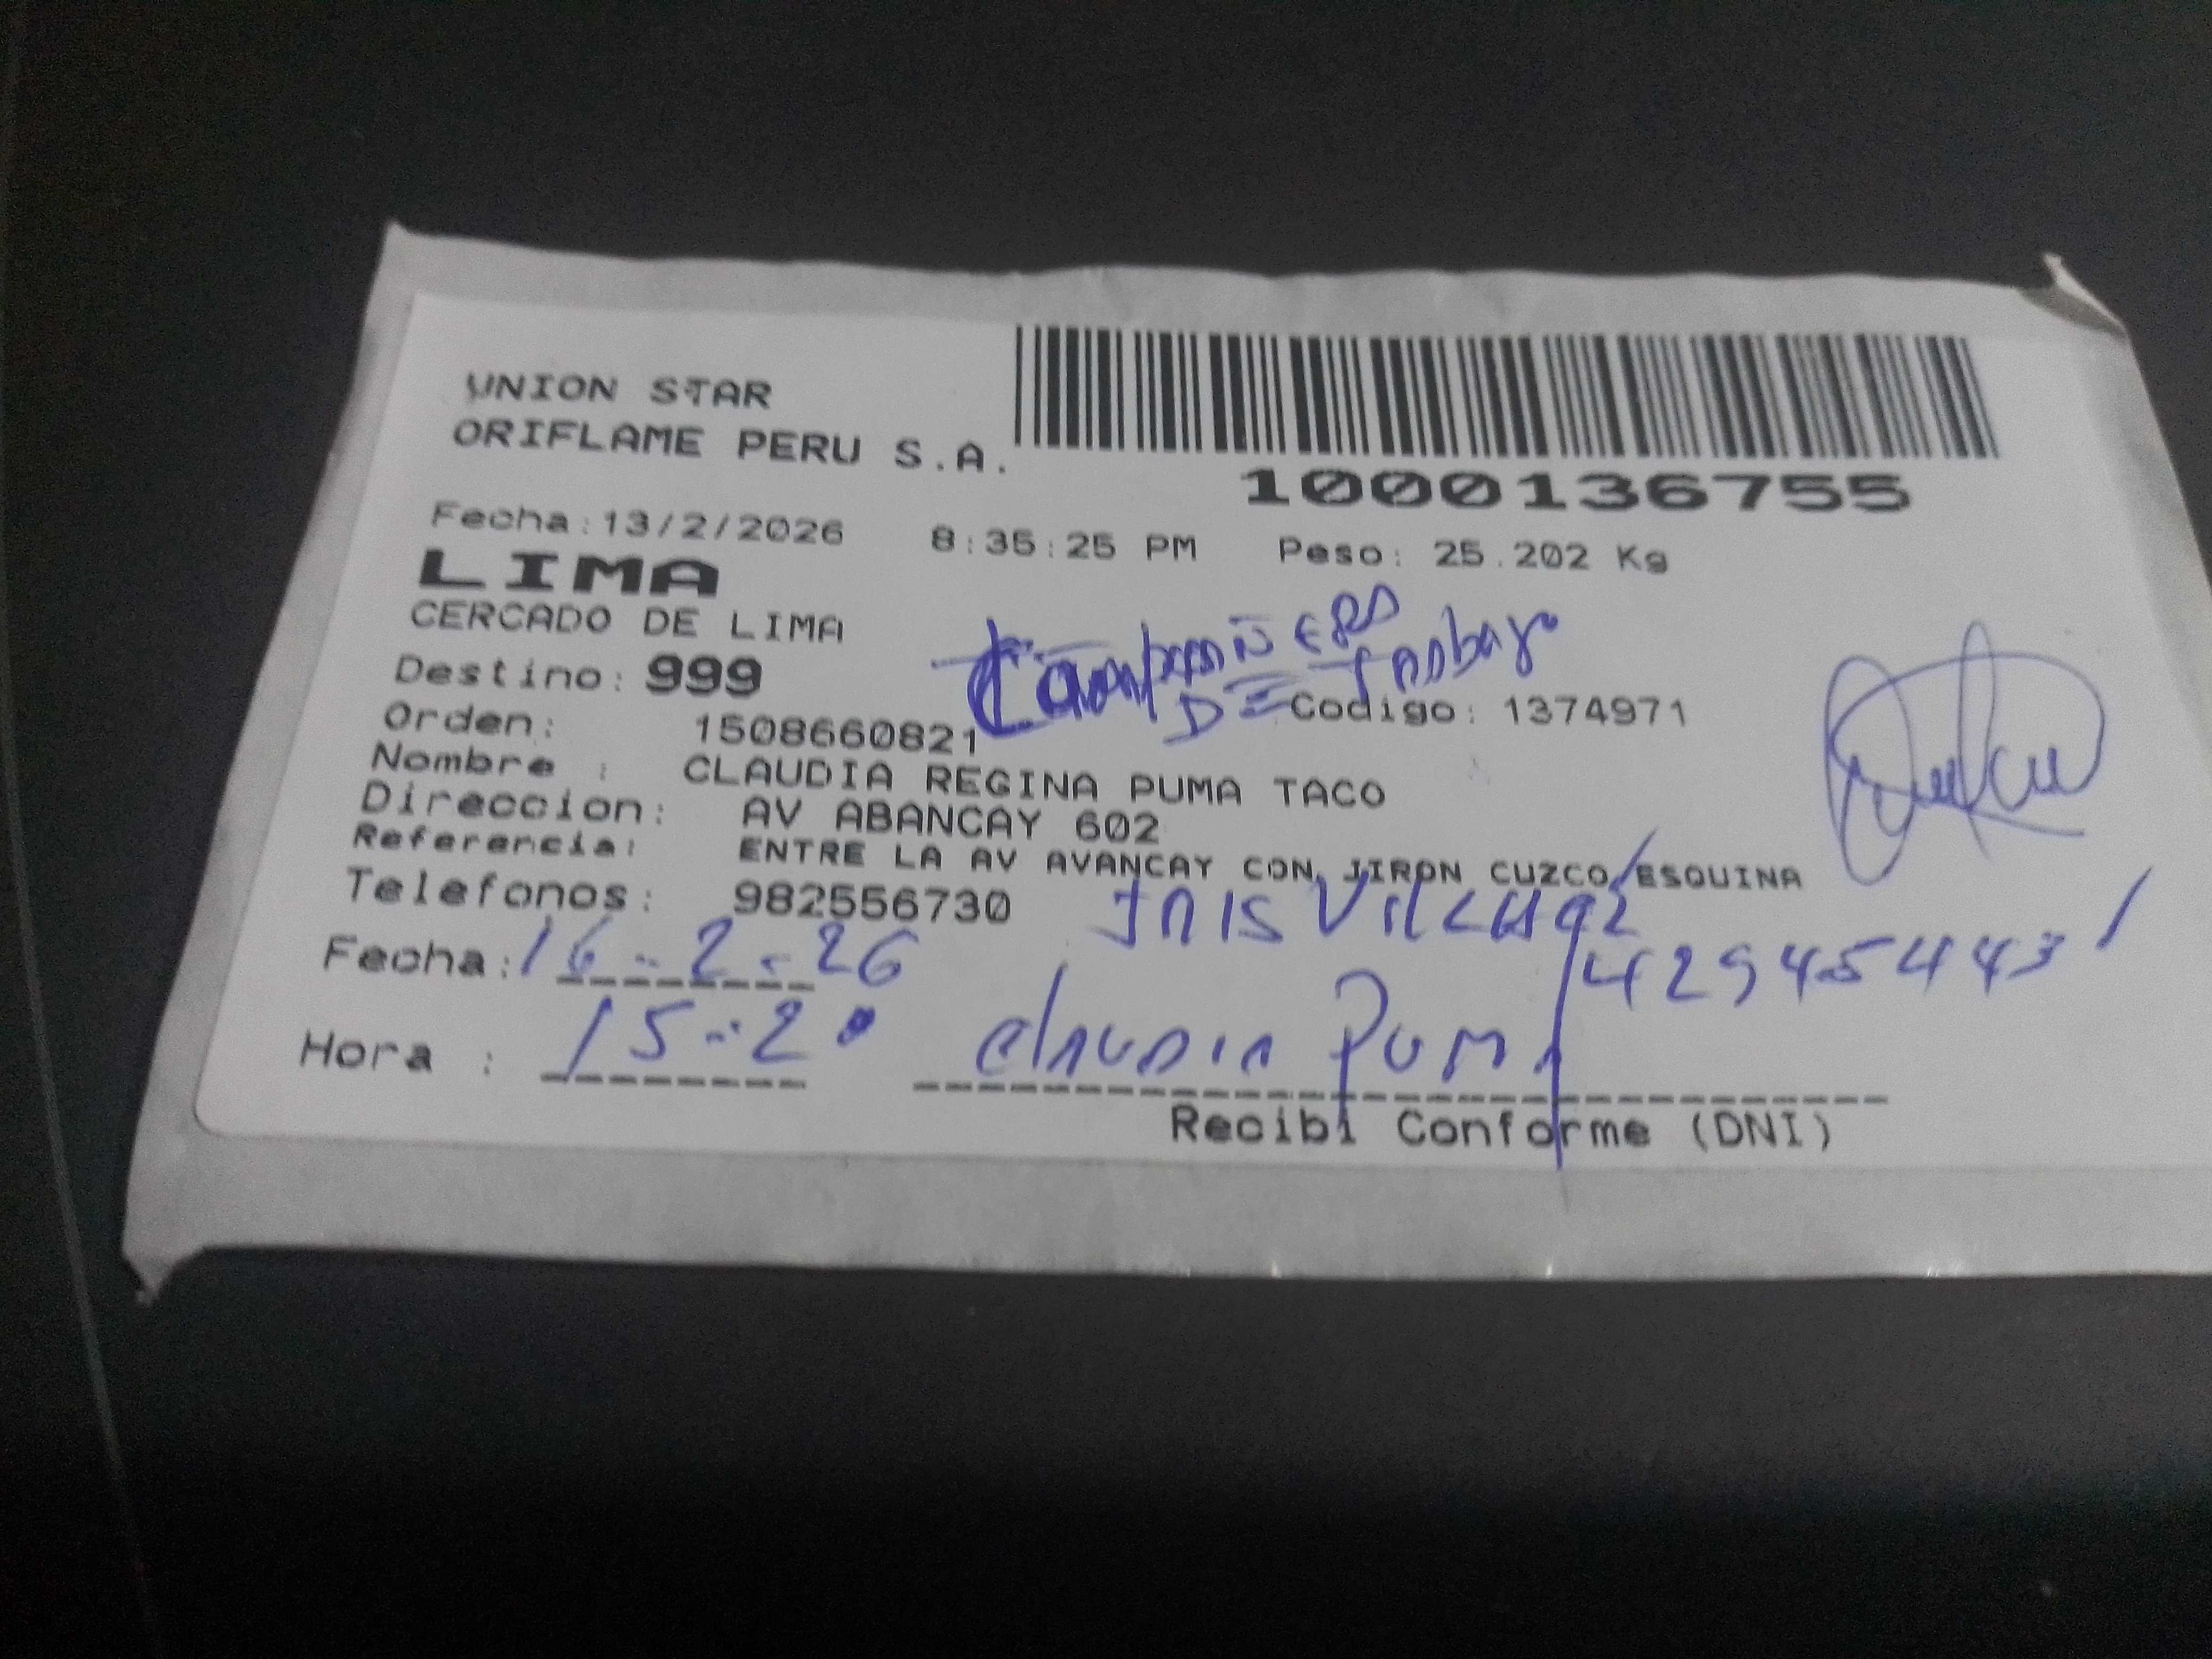 UNION STAR
ORIFLAME PERU S.A.
1000136755
Fecha:13/2/2026 8:35:25 PM Peso: 25.202 Kg
LIMA
CERCADO DE LIMA
COMPAÑERO
DE TRABAJO
Destino: 999
Codigo: 1374971
Orden: 1508660821
Nombre : CLAUDIA REGINA PUMA TACO
Direccion: AV ABANCAY 602
Referencia: ENTRE LA AV AVANCAY CON JIRON CUZCO ESQUINA
Telefonos: 982556730
Fecha: 16-2-26
Hora : 15-20
Claudia Puma
Recibi Conforme (DNI)